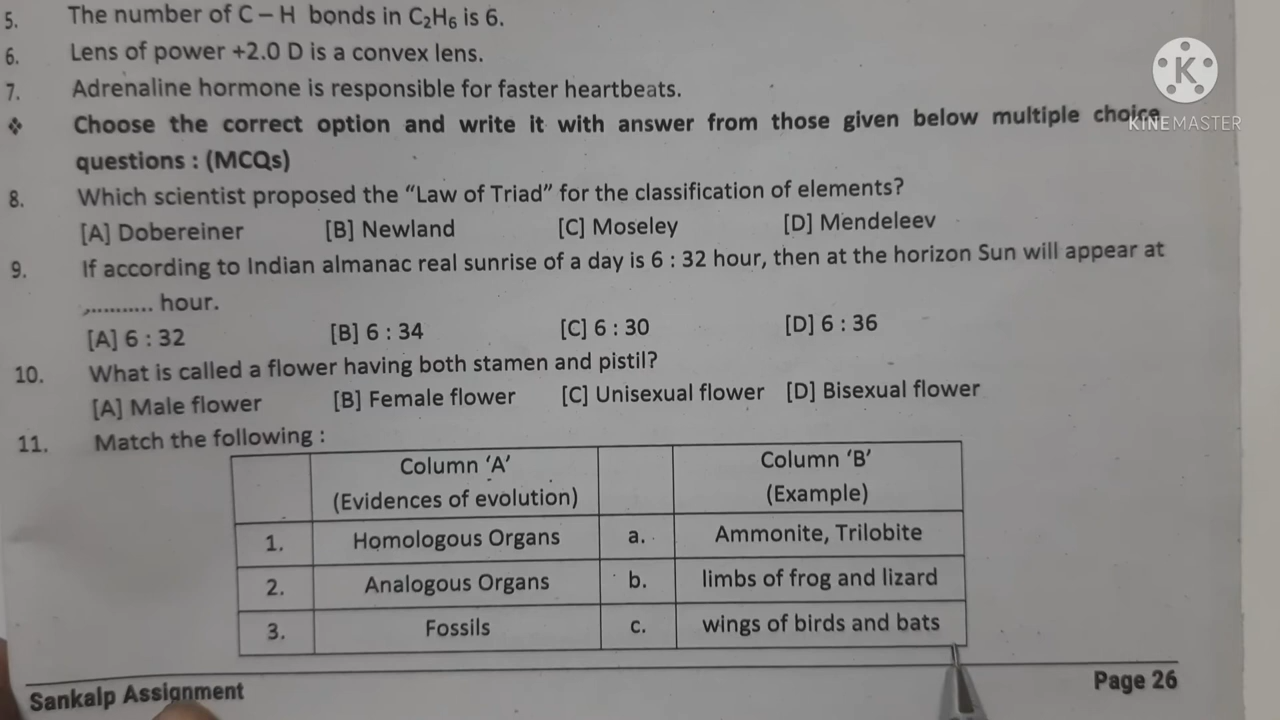 5. The number of C – H bonds in C₂H₆ is 6.
6. Lens of power +2.0 D is a convex lens.
7. Adrenaline hormone is responsible for faster heartbeats.
❖ Choose the correct option and write it with answer from those given below multiple choice
questions : (MCQs)
8. Which scientist proposed the “Law of Triad” for the classification of elements?
[A] Dobereiner [B] Newland [C] Moseley [D] Mendeleev
9. If according to Indian almanac real sunrise of a day is 6 : 32 hour, then at the horizon Sun will appear at
........... hour.
[A] 6 : 32 [B] 6 : 34 [C] 6 : 30 [D] 6 : 36
10. What is called a flower having both stamen and pistil?
[A] Male flower [B] Female flower [C] Unisexual flower [D] Bisexual flower
11. Match the following :
Column ‘A’ Column ‘B’
(Evidences of evolution) (Example)
1. Homologous Organs a. Ammonite, Trilobite
2. Analogous Organs b. limbs of frog and lizard
3. Fossils c. wings of birds and bats
Sankalp Assignment Page 26
K
KINEMASTER